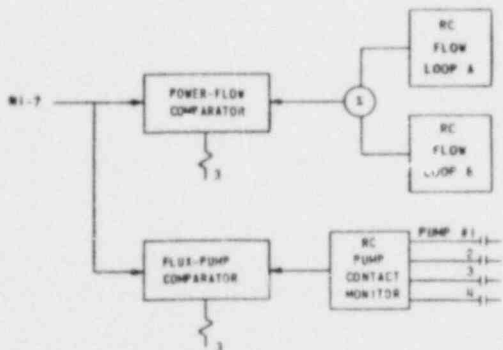 RC
FLOW
LOOP A
NI-7
POWER-FLOW
COMPARATOR
3
RC
FLOW
LOOP B
FLUX-PUMP
COMPARATOR
3
RC
PUMP
CONTACT
MONITOR
PUMP #1
2
3
4